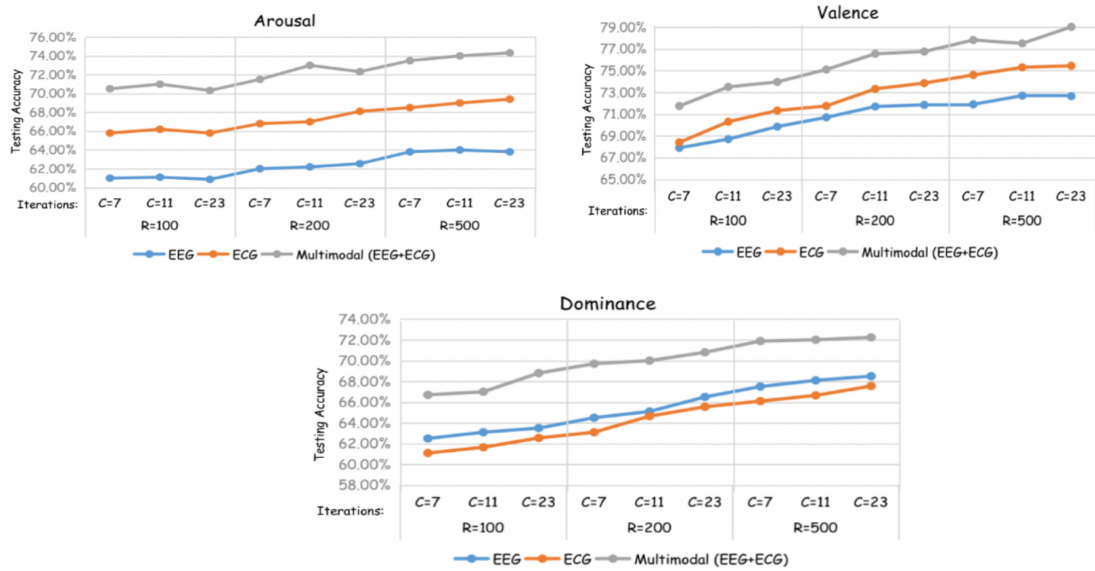 Arousal
Testing Accuracy
76.00%
74.00%
72.00%
70.00%
68.00%
66.00%
64.00%
62.00%
60.00%
Iterations: C=7 C=11 C=23 C=7 C=11 C=23 C=7 C=11 C=23
R=100 R=200 R=500
EEG ECG Multimodal (EEG+ECG)
Valence
Testing Accuracy
79.00%
77.00%
75.00%
73.00%
71.00%
69.00%
67.00%
65.00%
Iterations: C=7 C=11 C=23 C=7 C=11 C=23 C=7 C=11 C=23
R=100 R=200 R=500
EEG ECG Multimodal (EEG+ECG)
Dominance
Testing Accuracy
74.00%
72.00%
70.00%
68.00%
66.00%
64.00%
62.00%
60.00%
58.00%
Iterations: C=7 C=11 C=23 C=7 C=11 C=23 C=7 C=11 C=23
R=100 R=200 R=500
EEG ECG Multimodal (EEG+ECG)